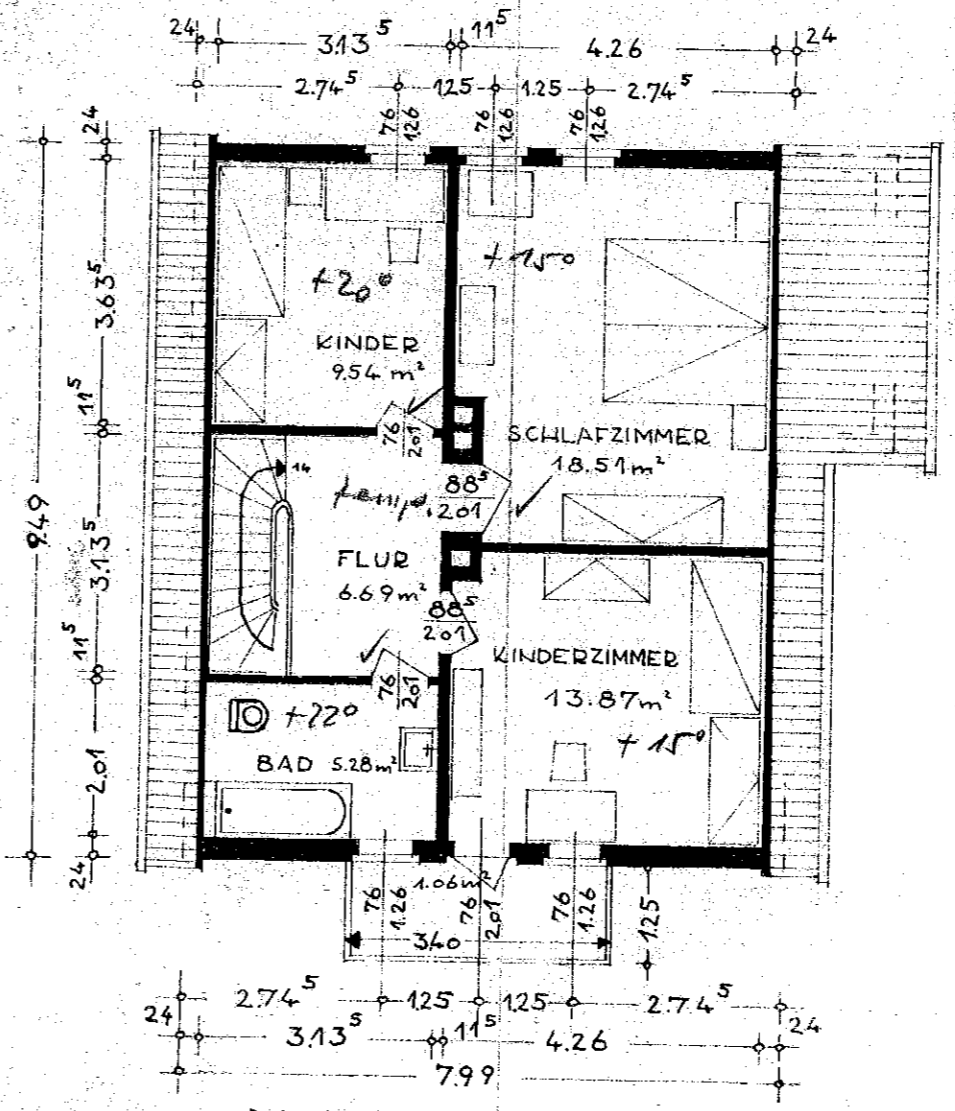 24 3.13⁵ 11⁵ 4.26 24
2.74⁵ 1.25 1.25 2.74⁵
76 1.26
76 1.26
76 1.26
24
3.63⁵
11⁵
3.13⁵
11⁵
2.01
24
9.49
+20°
KINDER
9.54 m²
76
2.01
+15°
SCHLAFZIMMER
18.51 m²
88⁵
2.01
14
FLUR
6.69 m²
88⁵
2.01
76
2.01
KINDERZIMMER
13.87 m²
+15°
+22°
BAD 5.28 m²
1.06 m²
76 1.26
76 2.01
76 1.26
1.25
3.40
2.74⁵ 1.25 1.25 2.74⁵
24 3.13⁵ 11⁵ 4.26 24
7.99